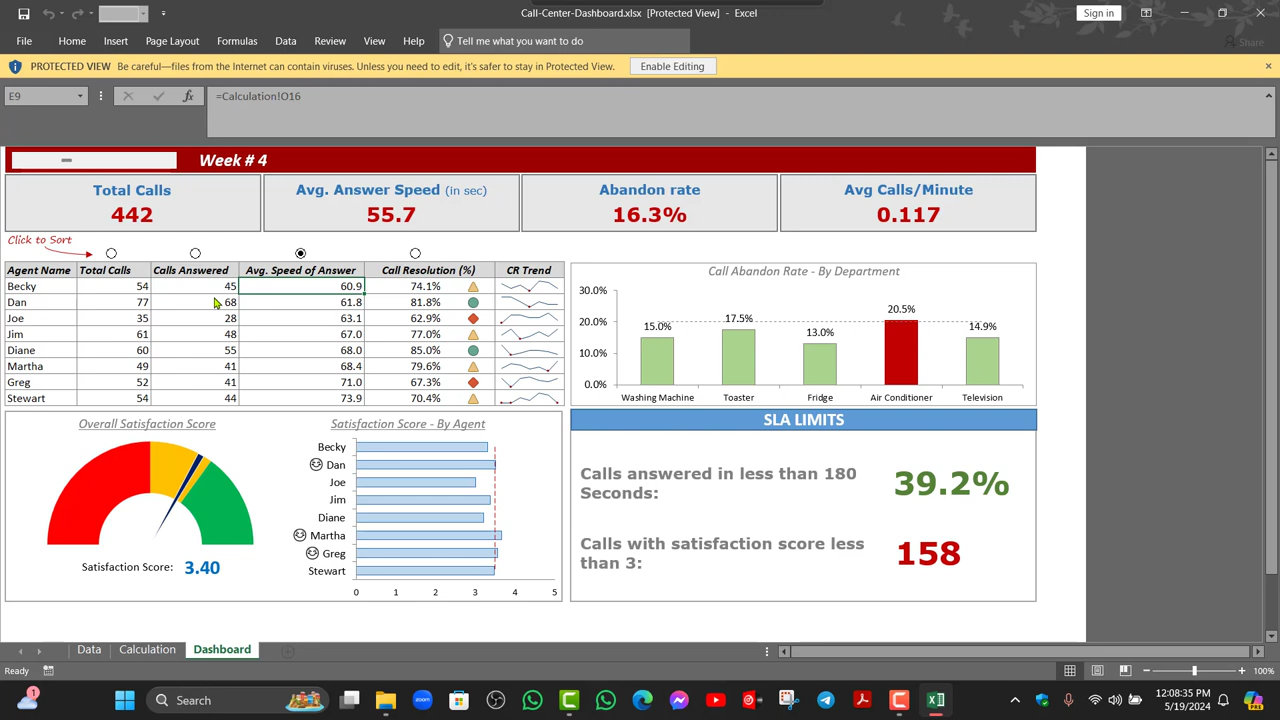 Call-Center-Dashboard.xlsx [Protected View] - Excel
Sign in
File Home Insert Page Layout Formulas Data Review View Help Tell me what you want to do Share
PROTECTED VIEW Be careful—files from the Internet can contain viruses. Unless you need to edit, it's safer to stay in Protected View. Enable Editing
E9 fx =Calculation!O16
Week # 4
Total Calls Avg. Answer Speed (in sec) Abandon rate Avg Calls/Minute
442 55.7 16.3% 0.117
Click to Sort
Agent Name Total Calls Calls Answered Avg. Speed of Answer Call Resolution (%) CR Trend
Becky 54 45 60.9 74.1%
Dan 77 68 61.8 81.8%
Joe 35 28 63.1 62.9%
Jim 61 48 67.0 77.0%
Diane 60 55 68.0 85.0%
Martha 49 41 68.4 79.6%
Greg 52 41 71.0 67.3%
Stewart 54 44 73.9 70.4%
Call Abandon Rate - By Department
30.0%
20.0%
10.0%
0.0%
15.0% 17.5% 13.0% 20.5% 14.9%
Washing Machine Toaster Fridge Air Conditioner Television
Overall Satisfaction Score
Satisfaction Score: 3.40
Satisfaction Score - By Agent
Becky
Dan
Joe
Jim
Diane
Martha
Greg
Stewart
0 1 2 3 4 5
SLA LIMITS
Calls answered in less than 180
Seconds:
39.2%
Calls with satisfaction score less
than 3:
158
Data Calculation Dashboard
Ready 100%
1 Search 12:08:35 PM
5/19/2024